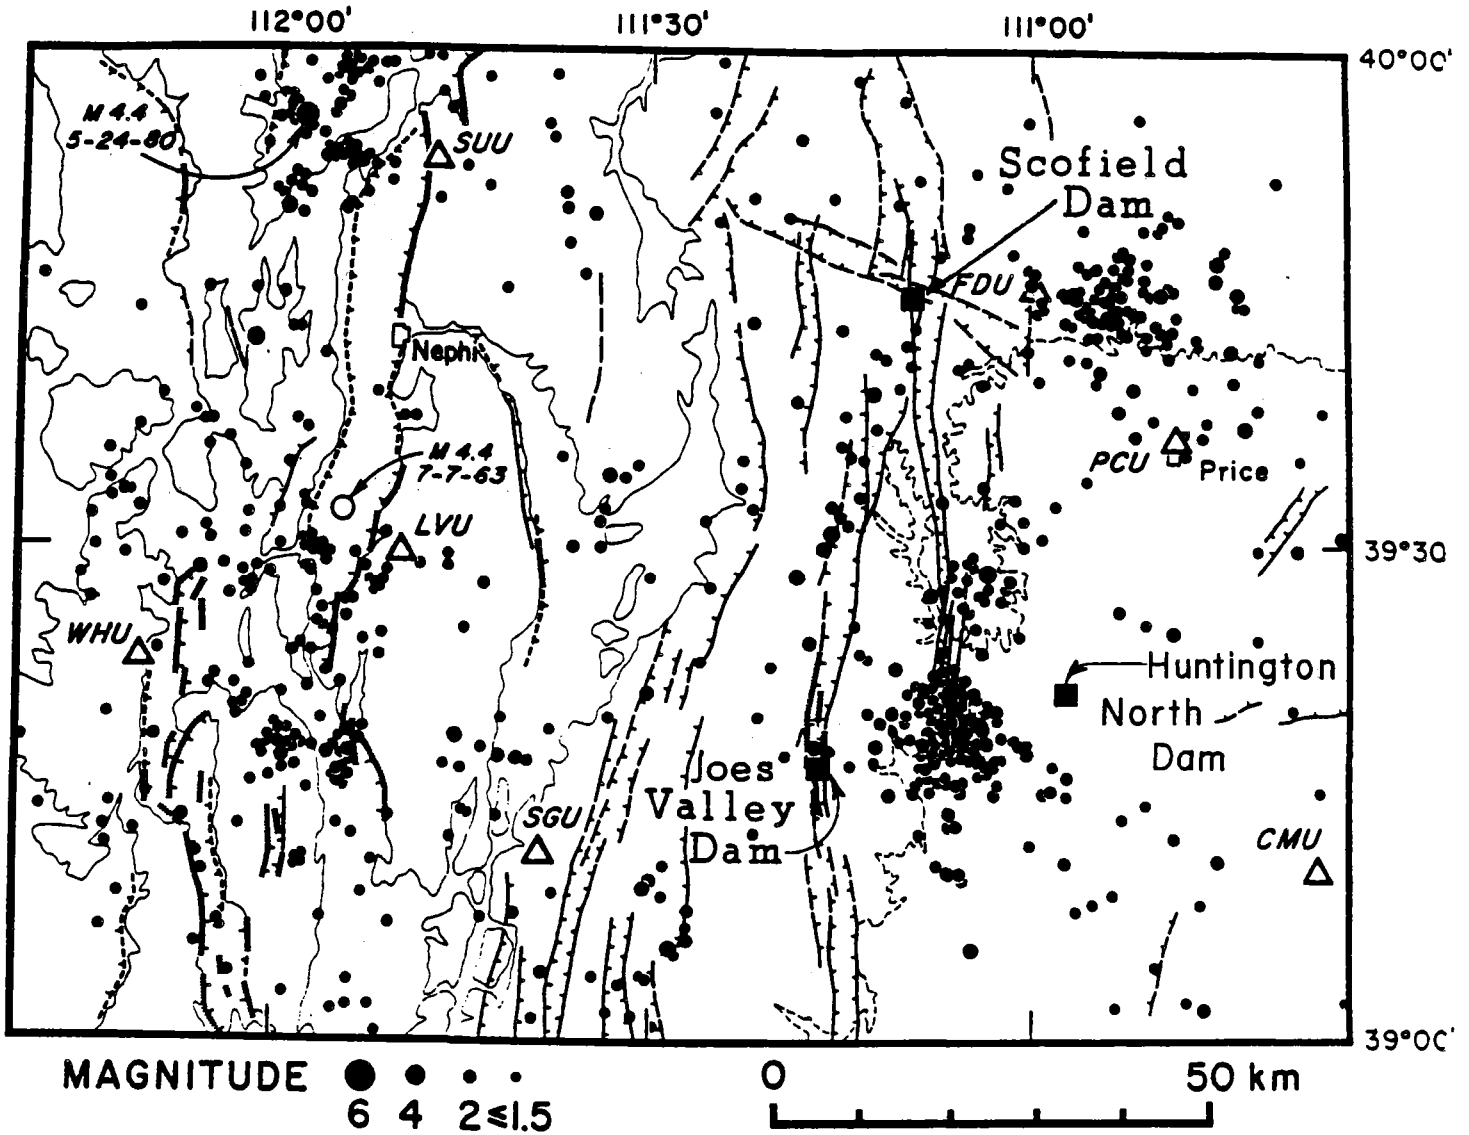 112°00'
111°30'
111°00'
40°00'
M 4.4
5-24-80
SUU
Scofield
Dam
FDU
Nephi
M 4.4
7-7-63
PCU
Price
LVU
39°30
WHU
Huntington
North
Dam
Joes
Valley
Dam
SGU
CMU
39°00'
MAGNITUDE
6 4 2 ≤1.5
0 50 km